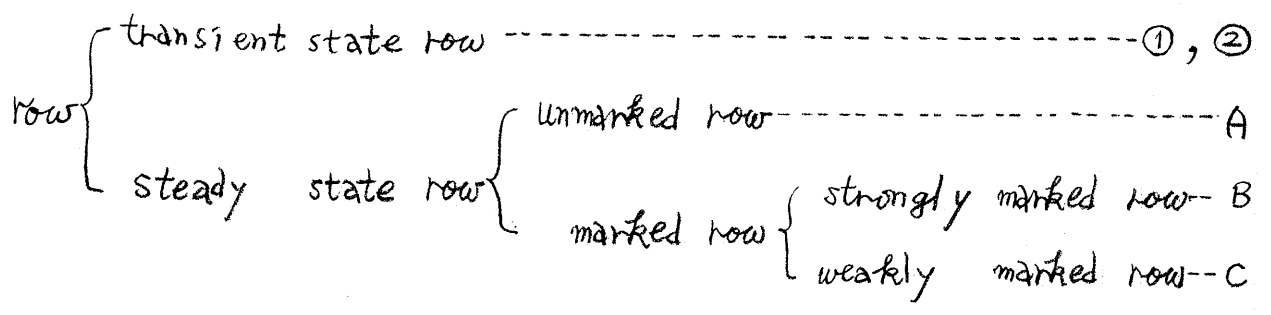 transient state row ------------------------------ ①, ②
row
unmarked row ------------------------ A
steady state row
strongly marked row -- B
marked row
weakly marked row -- C